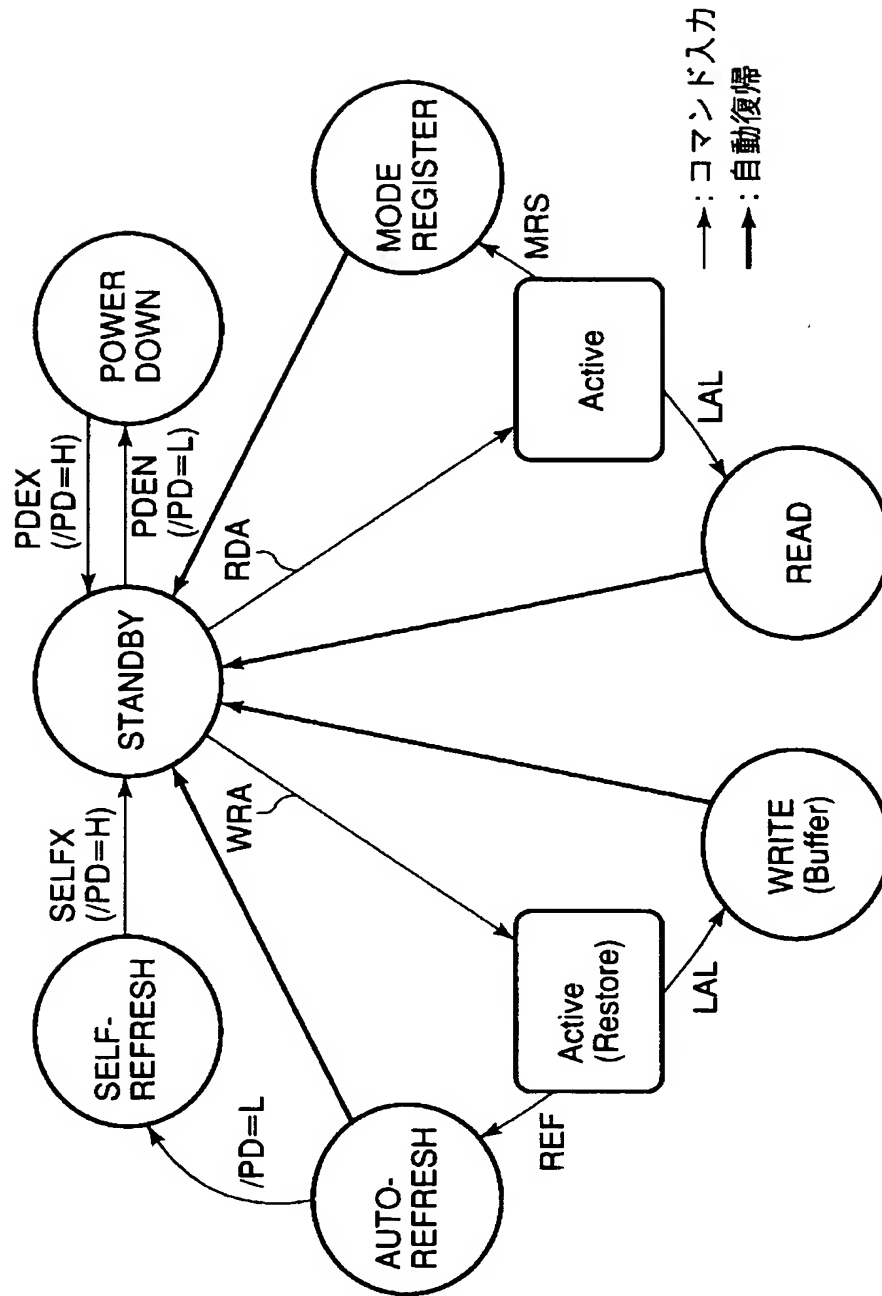 SELF-
REFRESH
SELFX
(/PD=H)
STANDBY
PDEX
(/PD=H)
PDEN
(/PD=L)
POWER
DOWN
/PD=L
AUTO-
REFRESH
WRA
RDA
MODE
REGISTER
REF
Active
(Restore)
LAL
Active
MRS
LAL
WRITE
(Buffer)
READ
: コマンド入力
: 自動復帰